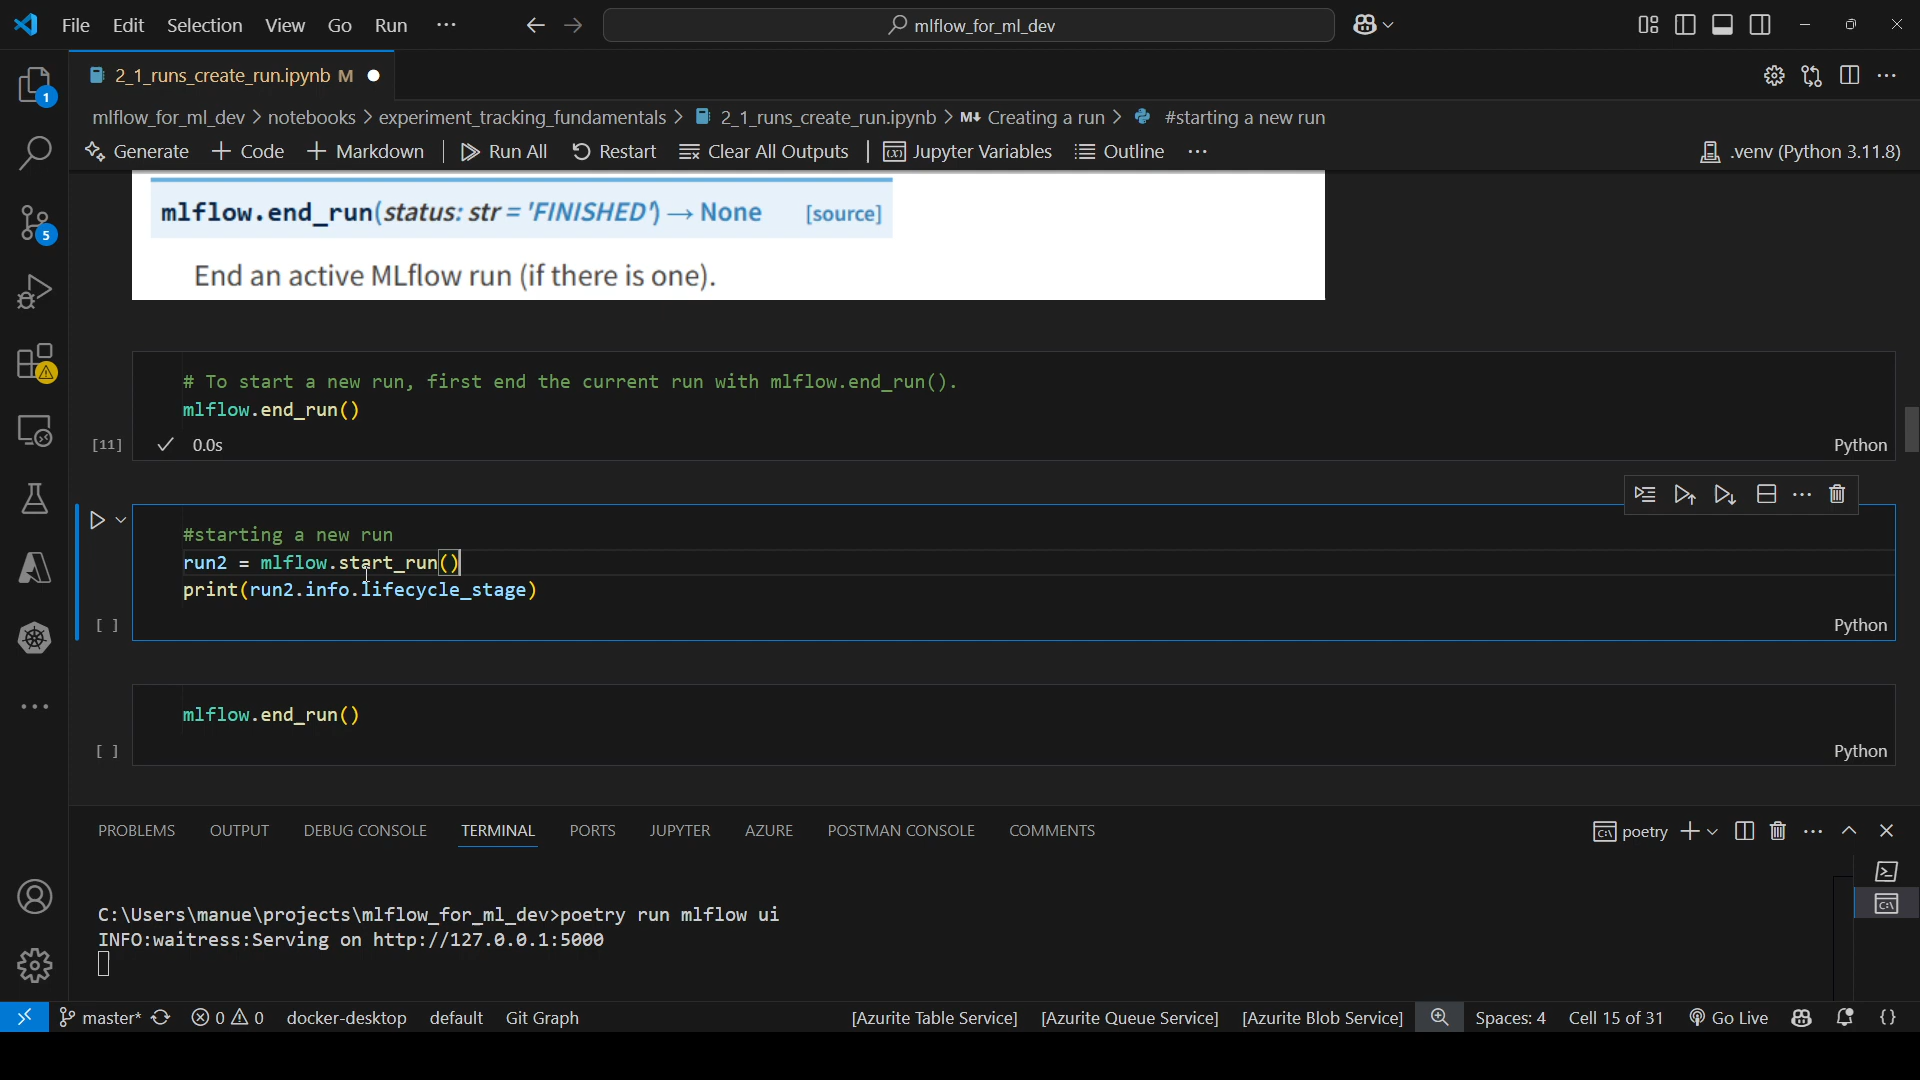 File Edit Selection View Go Run ···
mlflow_for_ml_dev
2_1_runs_create_run.ipynb M
mlflow_for_ml_dev > notebooks > experiment_tracking_fundamentals > 2_1_runs_create_run.ipynb > M↓ Creating a run > #starting a new run
Generate + Code + Markdown Run All Restart Clear All Outputs Jupyter Variables Outline ··· .venv (Python 3.11.8)
mlflow.end_run(status: str = 'FINISHED') → None [source]
End an active MLflow run (if there is one).
# To start a new run, first end the current run with mlflow.end_run().
mlflow.end_run()
[11] ✓ 0.0s Python
#starting a new run
run2 = mlflow.start_run()
print(run2.info.lifecycle_stage)
[ ] Python
mlflow.end_run()
[ ] Python
PROBLEMS OUTPUT DEBUG CONSOLE TERMINAL PORTS JUPYTER AZURE POSTMAN CONSOLE COMMENTS poetry
C:\Users\manue\projects\mlflow_for_ml_dev>poetry run mlflow ui
INFO:waitress:Serving on http://127.0.0.1:5000
master* 0 0 docker-desktop default Git Graph [Azurite Table Service] [Azurite Queue Service] [Azurite Blob Service] Spaces: 4 Cell 15 of 31 Go Live {}
1
5